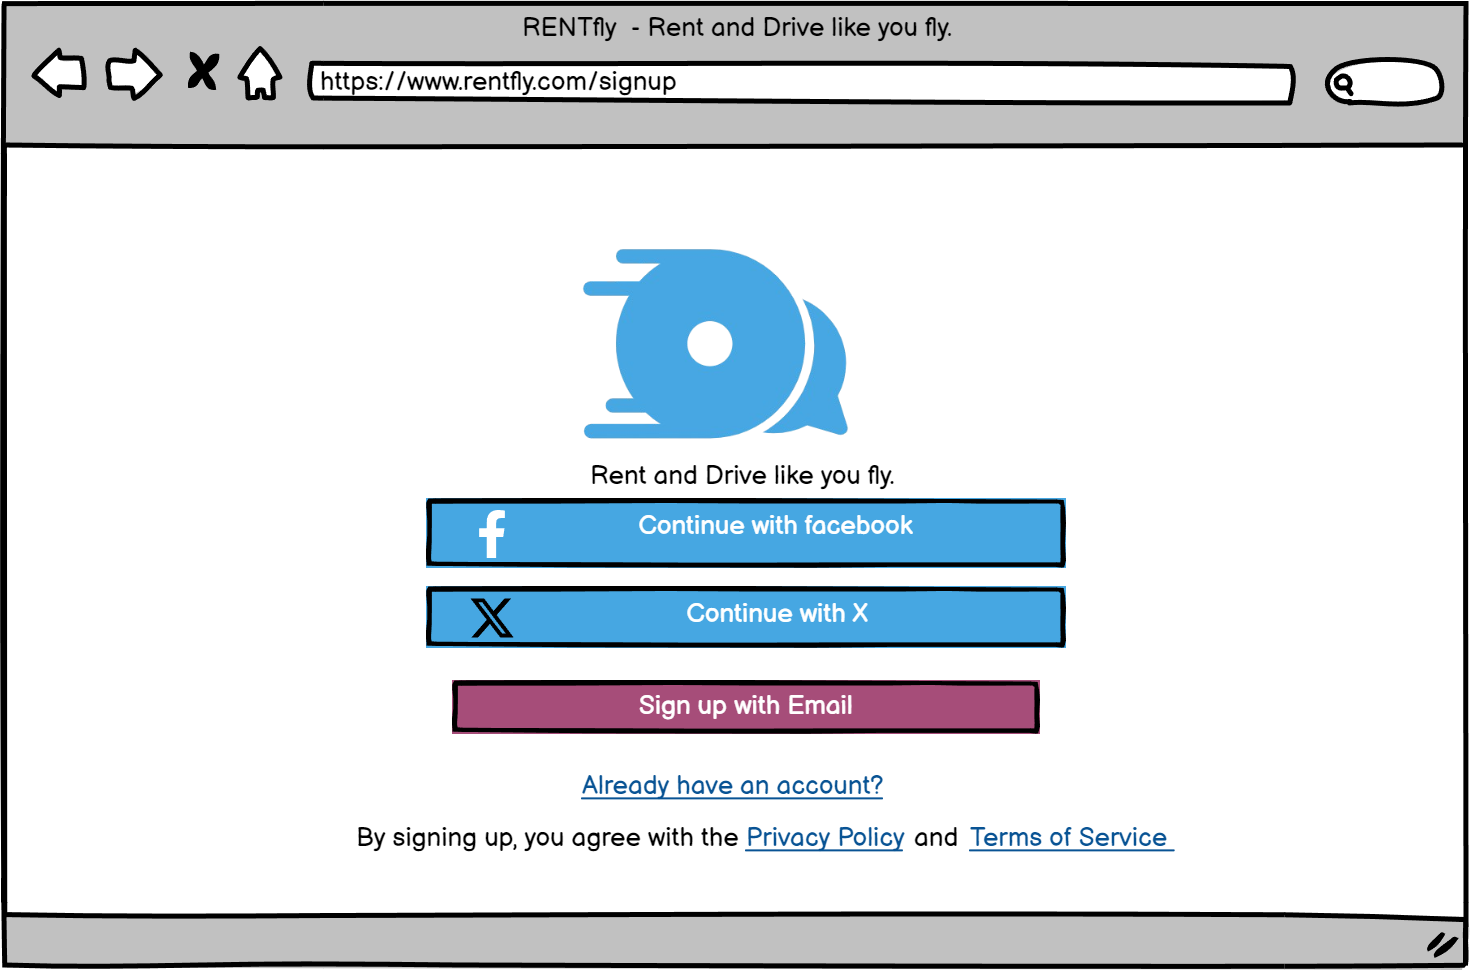 RENTfly - Rent and Drive like you fly.
https://www.rentfly.com/signup
Rent and Drive like you fly.
Continue with facebook
Continue with X
Sign up with Email
Already have an account?
By signing up, you agree with the Privacy Policy and Terms of Service